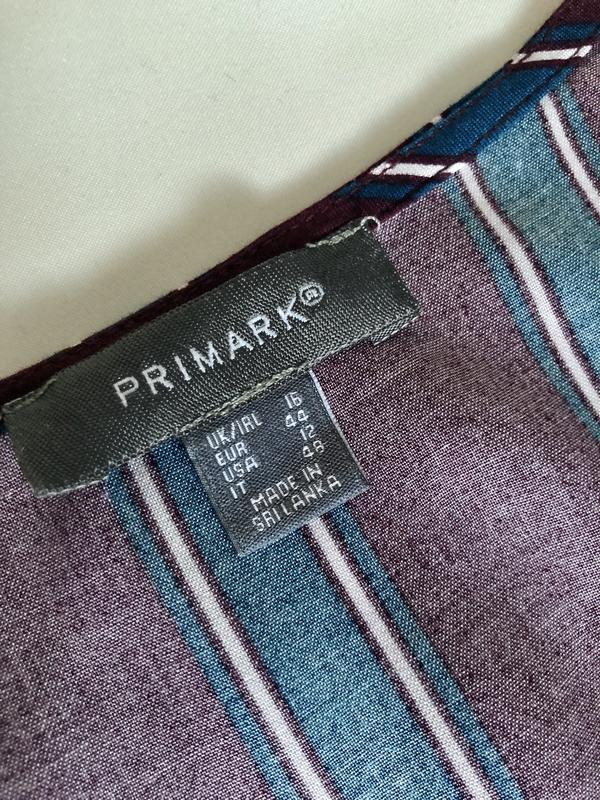 PRIMARK®
UK/IRL 16
EUR 44
USA 12
IT 48
MADE IN
SRI LANKA